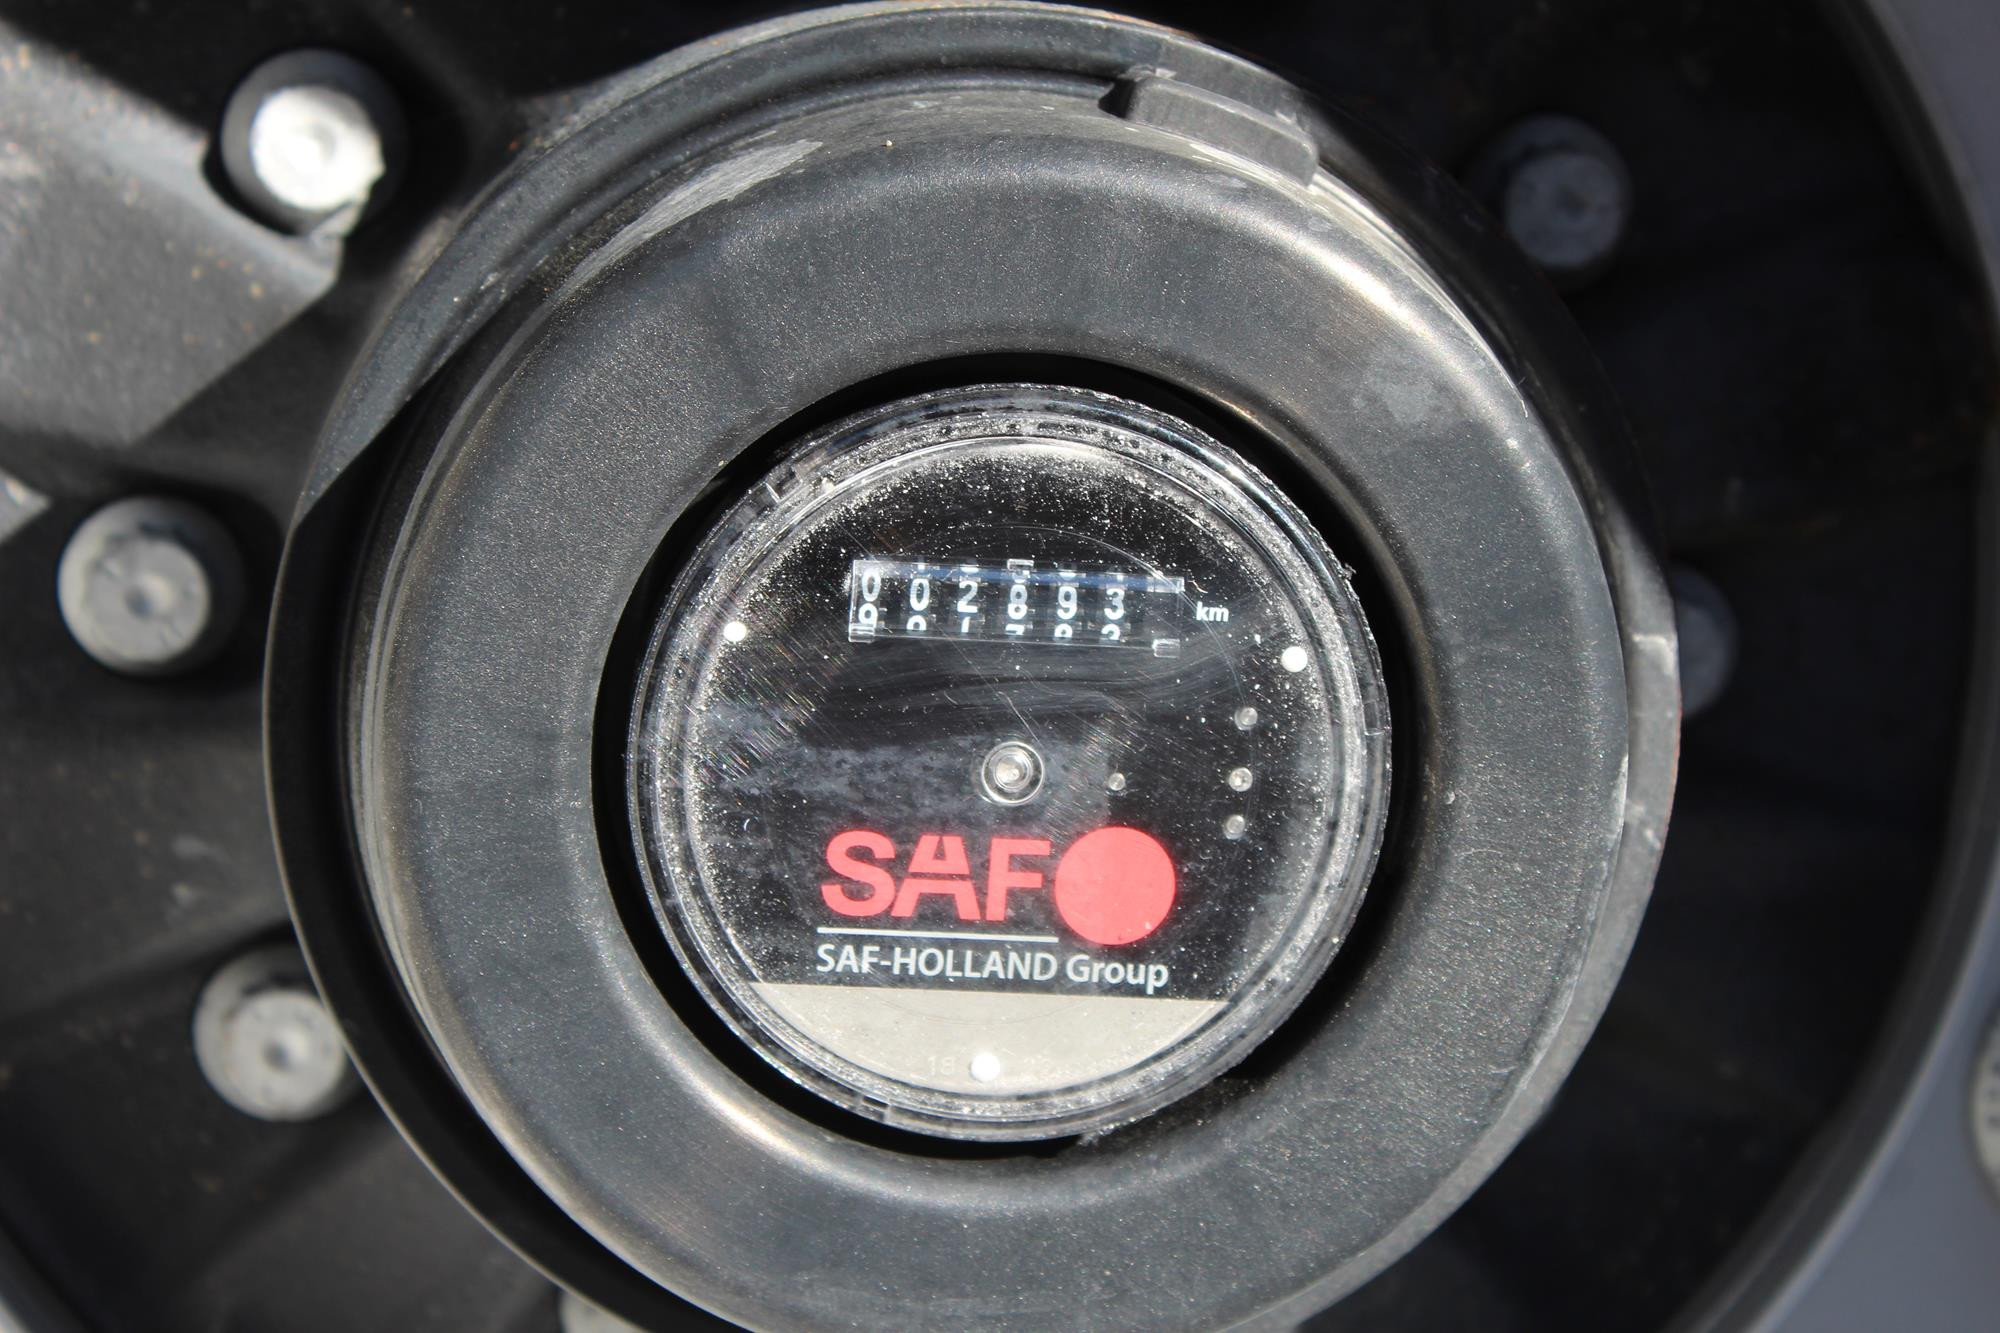 002893 km
SAF
SAF-HOLLAND Group